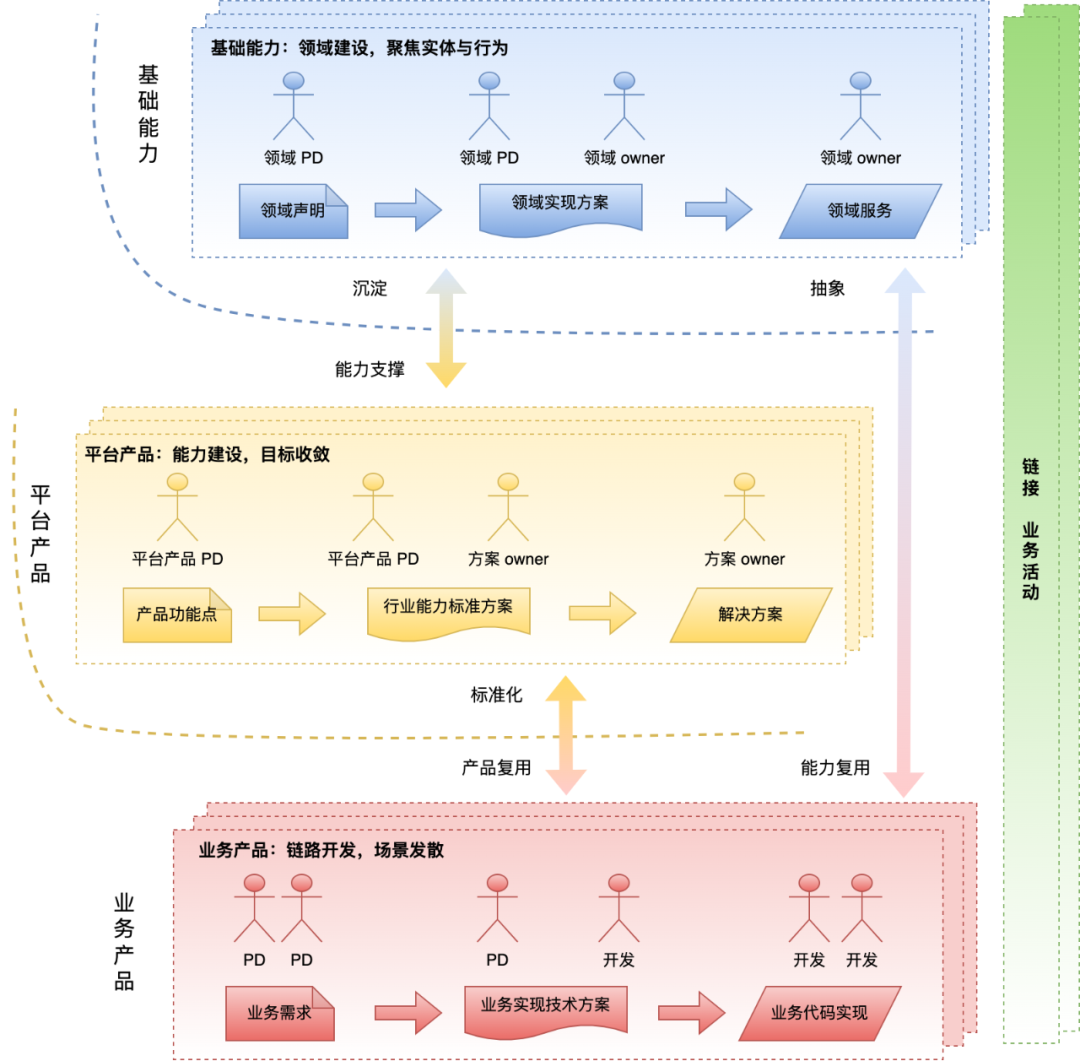 基础能力：领域建设，聚焦实体与行为
基础能力
领域 PD
领域 PD
领域 owner
领域 owner
领域声明
领域实现方案
领域服务
沉淀
抽象
能力支撑
平台产品：能力建设，目标收敛
平台产品
平台产品 PD
平台产品 PD
方案 owner
方案 owner
产品功能点
行业能力标准方案
解决方案
链接 业务活动
标准化
产品复用
能力复用
业务产品：链路开发，场景发散
业务产品
PD
PD
PD
开发
开发
开发
业务需求
业务实现技术方案
业务代码实现